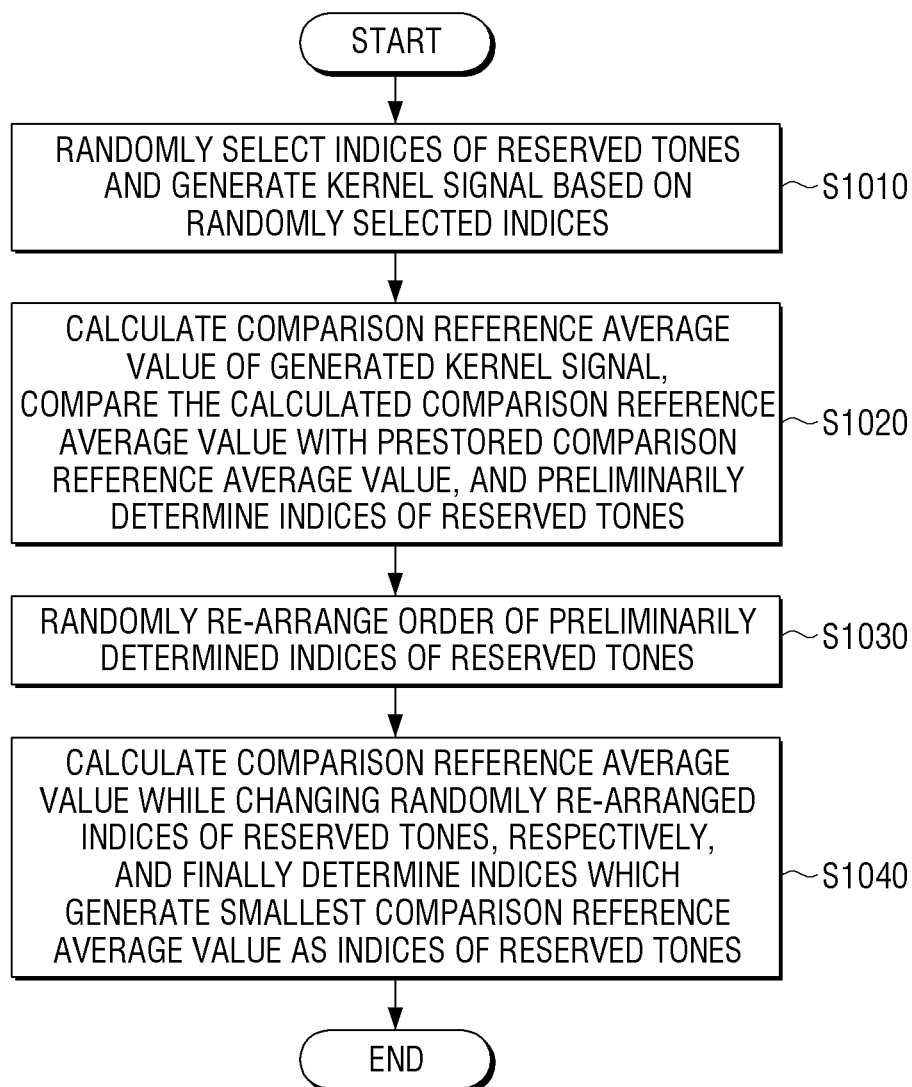 START
RANDOMLY SELECT INDICES OF RESERVED TONES
AND GENERATE KERNEL SIGNAL BASED ON
RANDOMLY SELECTED INDICES
S1010
CALCULATE COMPARISON REFERENCE AVERAGE
VALUE OF GENERATED KERNEL SIGNAL,
COMPARE THE CALCULATED COMPARISON REFERENCE
AVERAGE VALUE WITH PRESTORED COMPARISON
REFERENCE AVERAGE VALUE, AND PRELIMINARILY
DETERMINE INDICES OF RESERVED TONES
S1020
RANDOMLY RE-ARRANGE ORDER OF PRELIMINARILY
DETERMINED INDICES OF RESERVED TONES
S1030
CALCULATE COMPARISON REFERENCE AVERAGE
VALUE WHILE CHANGING RANDOMLY RE-ARRANGED
INDICES OF RESERVED TONES, RESPECTIVELY,
AND FINALLY DETERMINE INDICES WHICH
GENERATE SMALLEST COMPARISON REFERENCE
AVERAGE VALUE AS INDICES OF RESERVED TONES
S1040
END